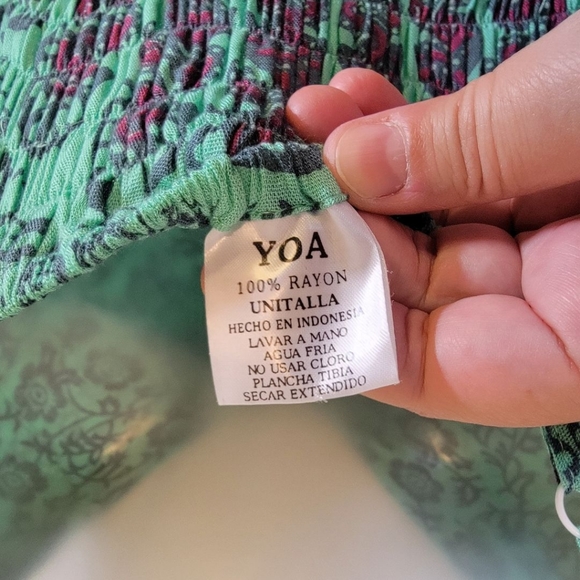 YOA
100% RAYON
UNITALLA
HECHO EN INDONESIA
LAVAR A MANO
AGUA FRIA
NO USAR CLORO
PLANCHA TIBIA
SECAR EXTENDIDO